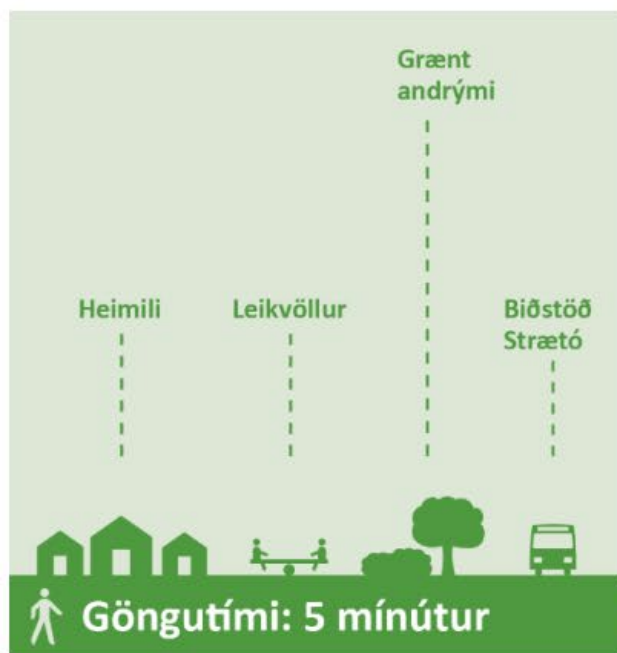 Grænt
andrými
Heimili
Leikvöllur
Biðstöð
Strætó
Göngutími: 5 mínútur